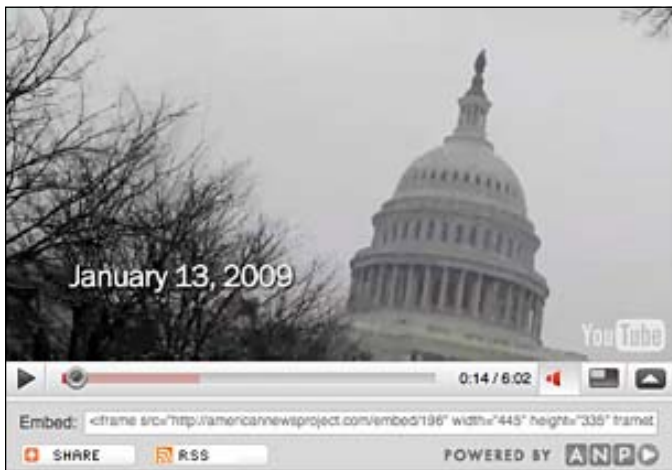 January 13, 2009
YouTube
0:14 / 6:02
Embed: <iframe src="http://americannewsproject.com/embed/196" width="445" height="335" framet
SHARE RSS POWERED BY ANP